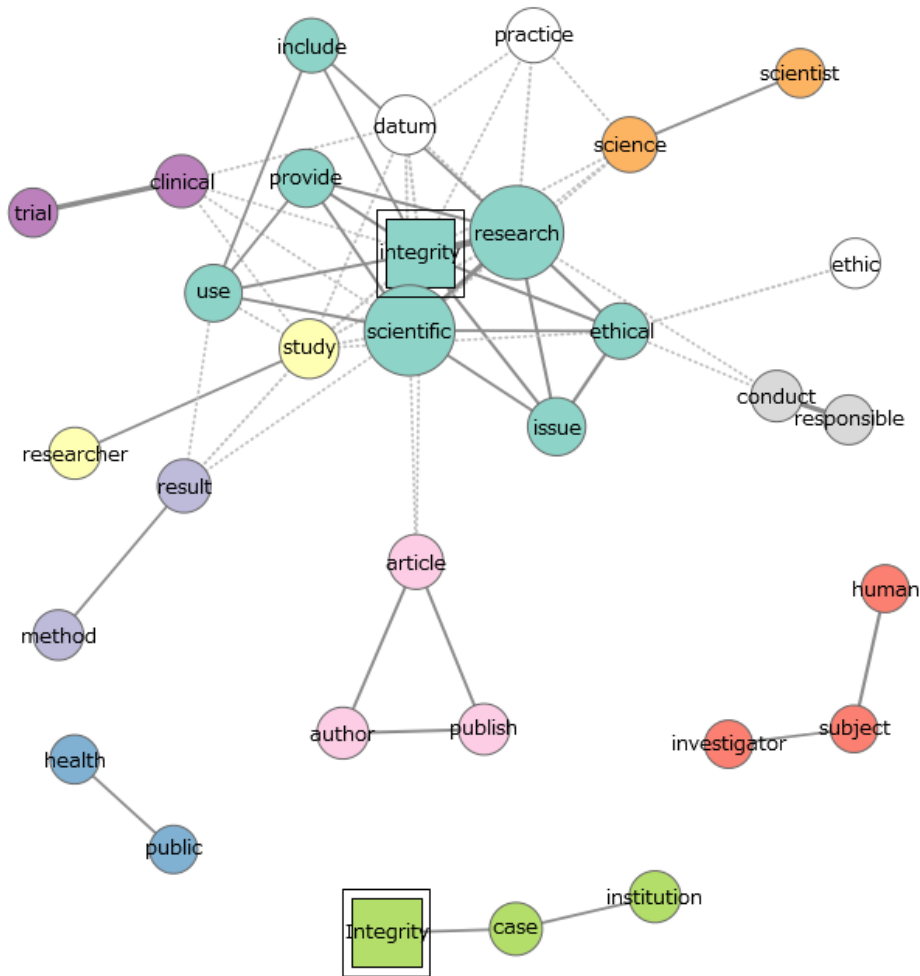 practice
include
scientist
datum
science
clinical
provide
trial
research
integrity
ethic
use
scientific
ethical
study
conduct
responsible
issue
researcher
result
article
human
method
author
publish
subject
investigator
health
public
institution
case
Integrity